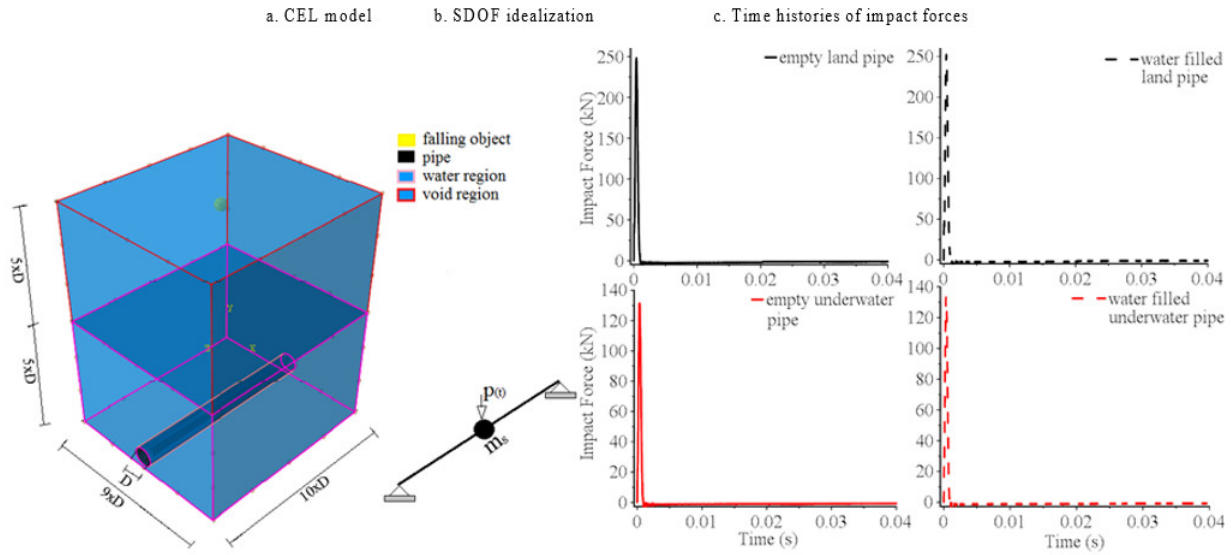 a. CEL model
b. SDOF idealization
c. Time histories of impact forces
falling object
pipe
water region
void region
5xD
5xD
D
9xD
10xD
Y
Z
X
p(t)
ms
Impact Force (kN)
250
200
150
100
50
0
0
0.01
0.02
0.03
0.04
empty land pipe
250
200
150
100
50
0
0
0.01
0.02
0.03
0.04
water filled
land pipe
Impact Force (kN)
140
120
100
80
60
40
20
0
0
0.01
0.02
0.03
0.04
Time (s)
empty underwater
pipe
140
120
100
80
60
40
20
0
0
0.01
0.02
0.03
0.04
Time (s)
water filled
underwater pipe